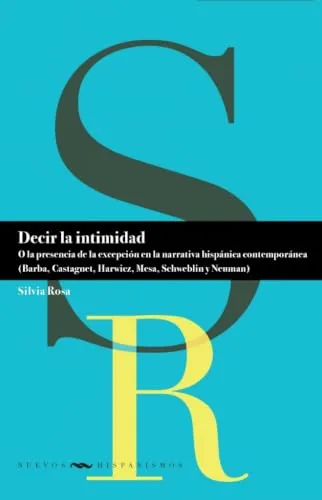 S
Decir la intimidad
O la presencia de la excepción en la narrativa hispánica contemporánea
(Barba, Castagnet, Harwicz, Mesa, Schweblin y Neuman)
Silvia Rosa
R
NUEVOS HISPANISMOS